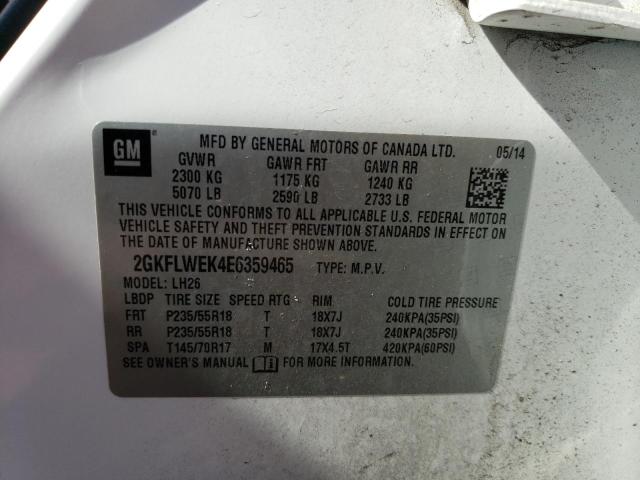 GM
MFD BY GENERAL MOTORS OF CANADA LTD. 05/14
GVWR GAWR FRT GAWR RR
2300 KG 1175 KG 1240 KG
5070 LB 2590 LB 2733 LB
THIS VEHICLE CONFORMS TO ALL APPLICABLE U.S. FEDERAL MOTOR
VEHICLE SAFETY AND THEFT PREVENTION STANDARDS IN EFFECT ON
THE DATE OF MANUFACTURE SHOWN ABOVE.
2GKFLWEK4E6359465 TYPE: M.P.V.
MODEL: LH26
LBDP TIRE SIZE SPEED RTG RIM COLD TIRE PRESSURE
FRT P235/55R18 T 18X7J 240KPA(35PSI)
RR P235/55R18 T 18X7J 240KPA(35PSI)
SPA T145/70R17 M 17X4.5T 420KPA(60PSI)
SEE OWNER'S MANUAL FOR MORE INFORMATION